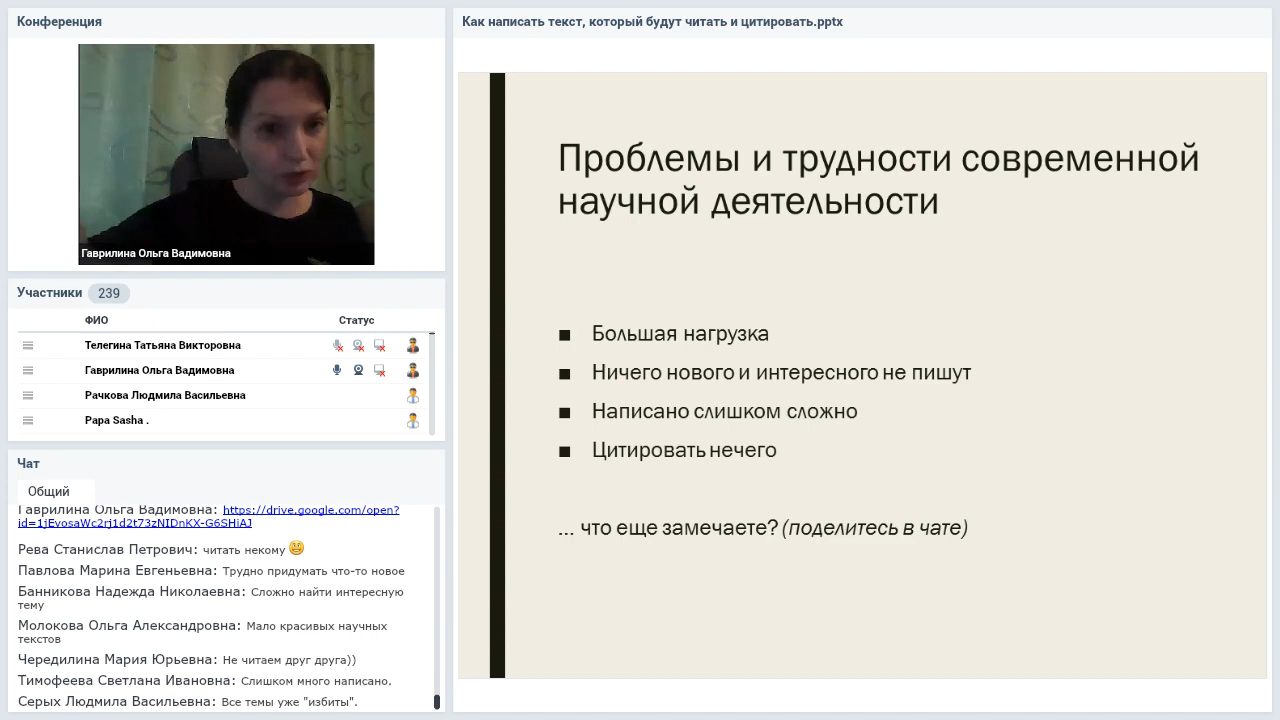 Конференция
Гаврилина Ольга Вадимовна
Участники 239
ФИО Статус
Телегина Татьяна Викторовна
Гаврилина Ольга Вадимовна
Рачкова Людмила Васильевна
Papa Sasha .
Чат
Общий
Гаврилина Ольга Вадимовна: https://drive.google.com/open?
id=1jEvosaWc2rj1d2t73zNIDnKX-G6SHiAJ
Рева Станислав Петрович: читать некому
Павлова Марина Евгеньевна: Трудно придумать что-то новое
Банникова Надежда Николаевна: Сложно найти интересную
тему
Молокова Ольга Александровна: Мало красивых научных
текстов
Чередилина Мария Юрьевна: Не читаем друг друга))
Тимофеева Светлана Ивановна: Слишком много написано.
Серых Людмила Васильевна: Все темы уже "избиты".
Как написать текст, который будут читать и цитировать.pptx
Проблемы и трудности современной
научной деятельности
■ Большая нагрузка
■ Ничего нового и интересного не пишут
■ Написано слишком сложно
■ Цитировать нечего
... что еще замечаете? (поделитесь в чате)